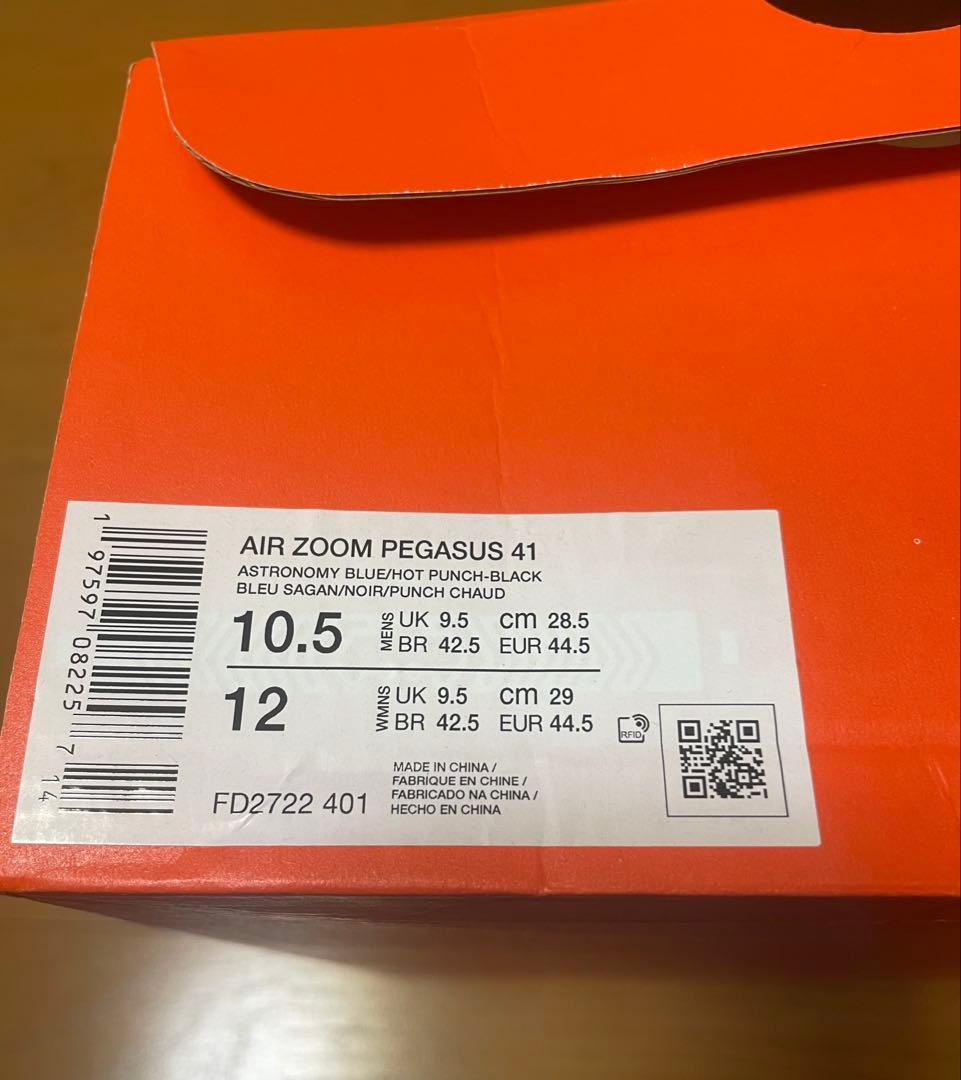 AIR ZOOM PEGASUS 41
ASTRONOMY BLUE/HOT PUNCH-BLACK
BLEU SAGAN/NOIR/PUNCH CHAUD
10.5 MENS UK 9.5 cm 28.5
BR 42.5 EUR 44.5
12 WMNS UK 9.5 cm 29
BR 42.5 EUR 44.5
RFID
MADE IN CHINA /
FABRIQUE EN CHINE /
FABRICADO NA CHINA /
HECHO EN CHINA
FD2722 401
1 97597 08225 7 14